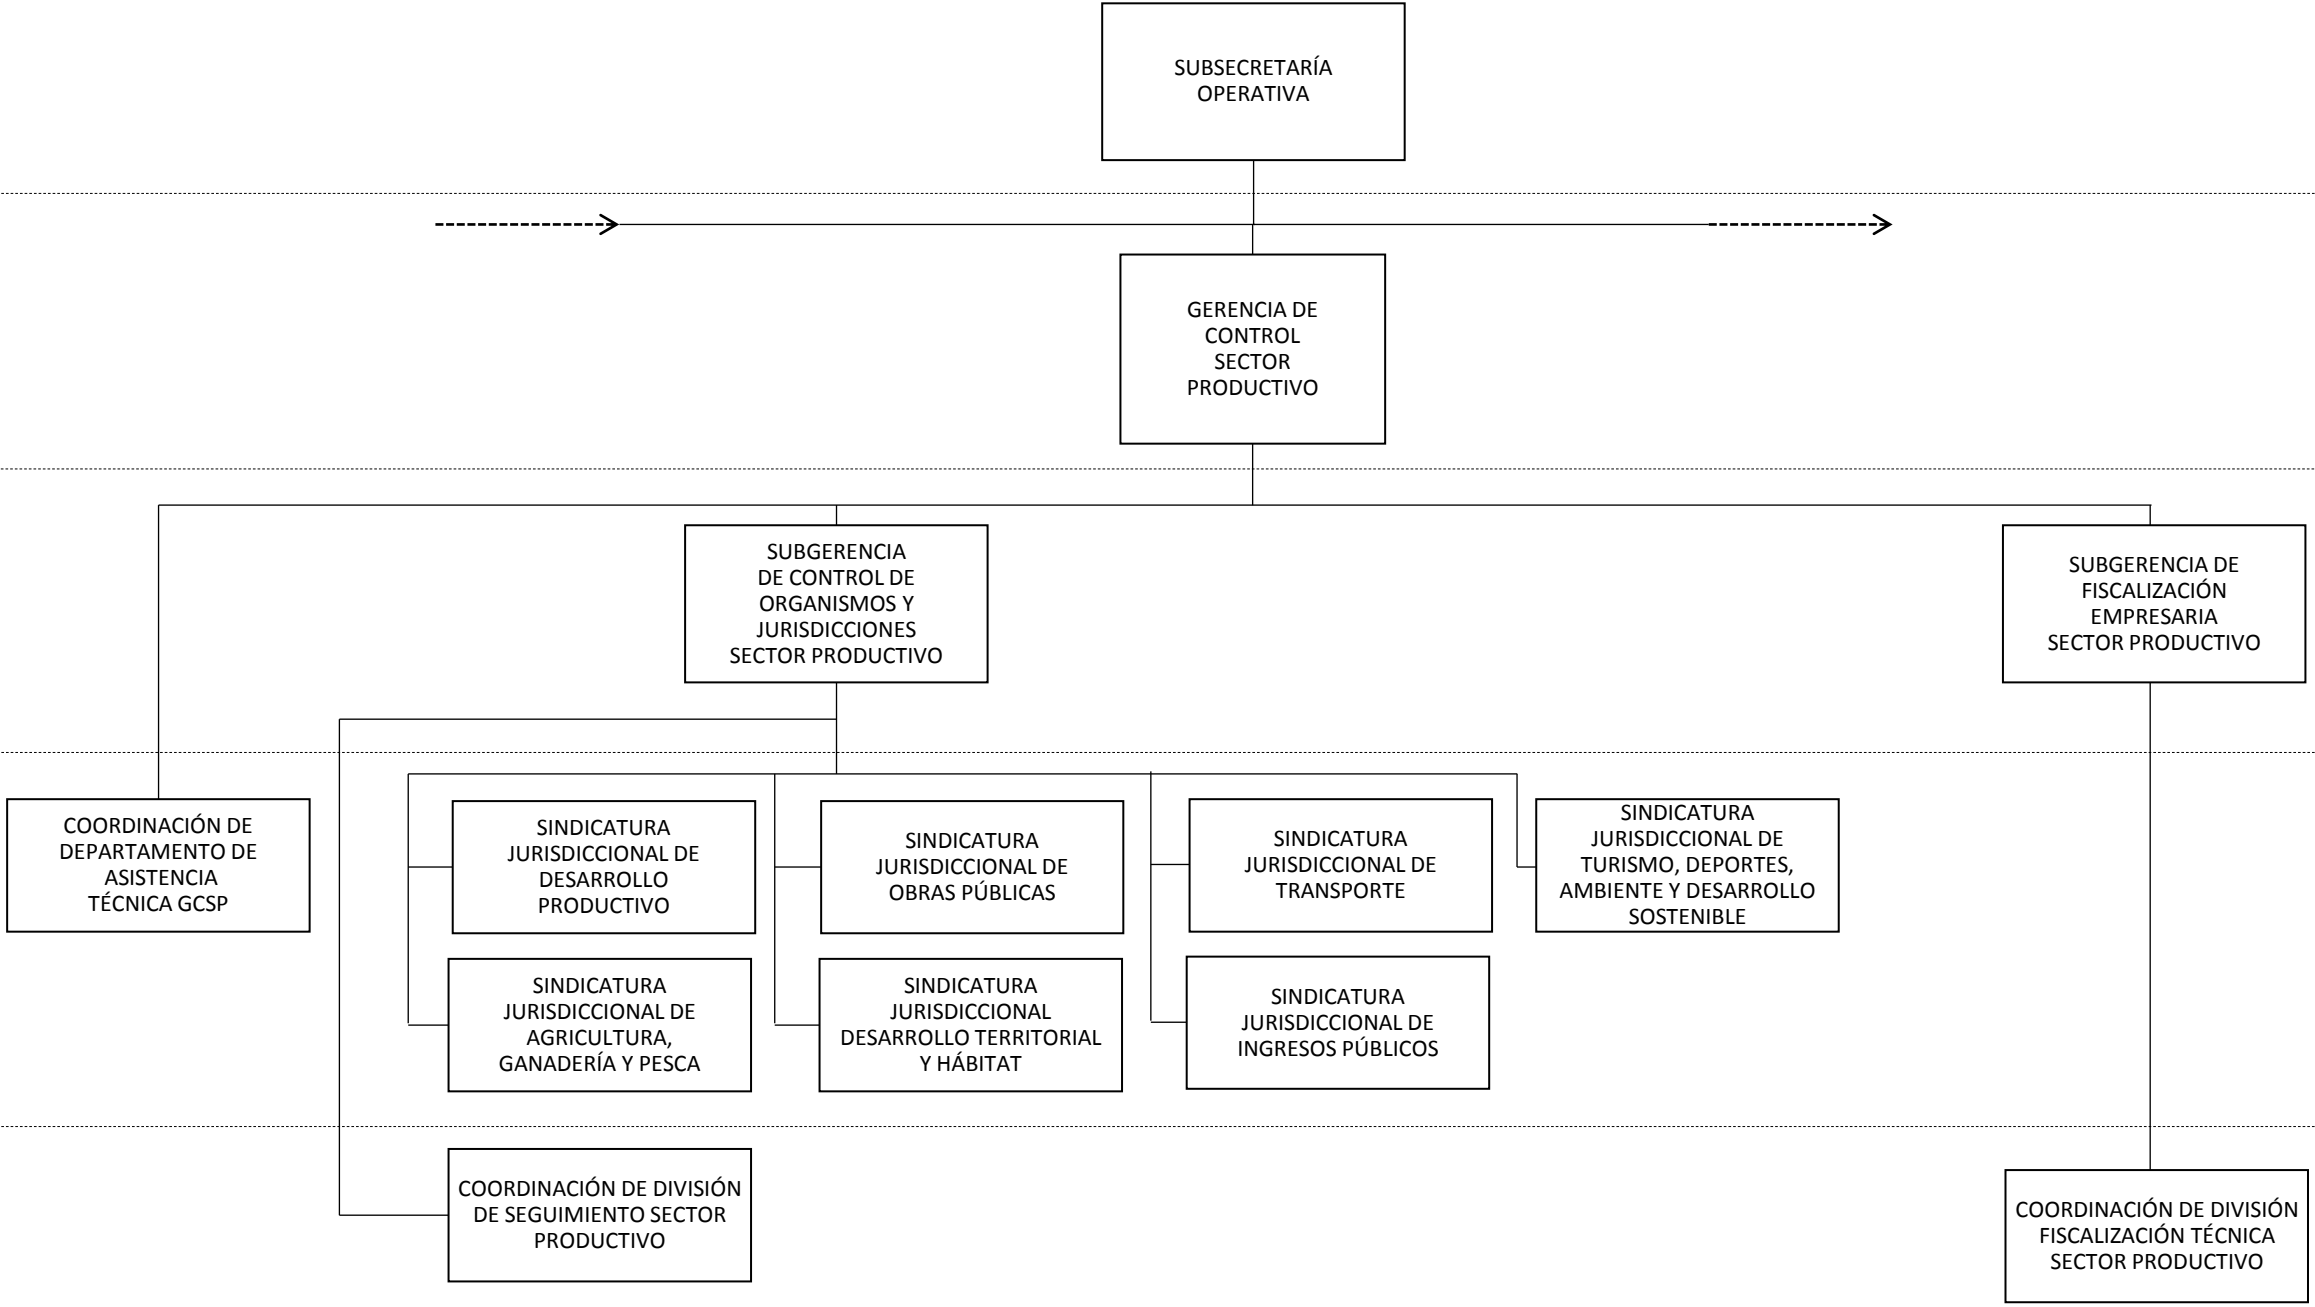 SUBSECRETARÍA
OPERATIVA
GERENCIA DE
CONTROL
SECTOR
PRODUCTIVO
SUBGERENCIA
DE CONTROL DE
ORGANISMOS Y
JURISDICCIONES
SECTOR PRODUCTIVO
SUBGERENCIA DE
FISCALIZACIÓN
EMPRESARIA
SECTOR PRODUCTIVO
COORDINACIÓN DE
DEPARTAMENTO DE
ASISTENCIA
TÉCNICA GCSP
SINDICATURA
JURISDICCIONAL DE
DESARROLLO
PRODUCTIVO
SINDICATURA
JURISDICCIONAL DE
OBRAS PÚBLICAS
SINDICATURA
JURISDICCIONAL DE
TRANSPORTE
SINDICATURA
JURISDICCIONAL DE
TURISMO, DEPORTES,
AMBIENTE Y DESARROLLO
SOSTENIBLE
SINDICATURA
JURISDICCIONAL DE
AGRICULTURA,
GANADERÍA Y PESCA
SINDICATURA
JURISDICCIONAL
DESARROLLO TERRITORIAL
Y HÁBITAT
SINDICATURA
JURISDICCIONAL DE
INGRESOS PÚBLICOS
COORDINACIÓN DE DIVISIÓN
DE SEGUIMIENTO SECTOR
PRODUCTIVO
COORDINACIÓN DE DIVISIÓN
FISCALIZACIÓN TÉCNICA
SECTOR PRODUCTIVO